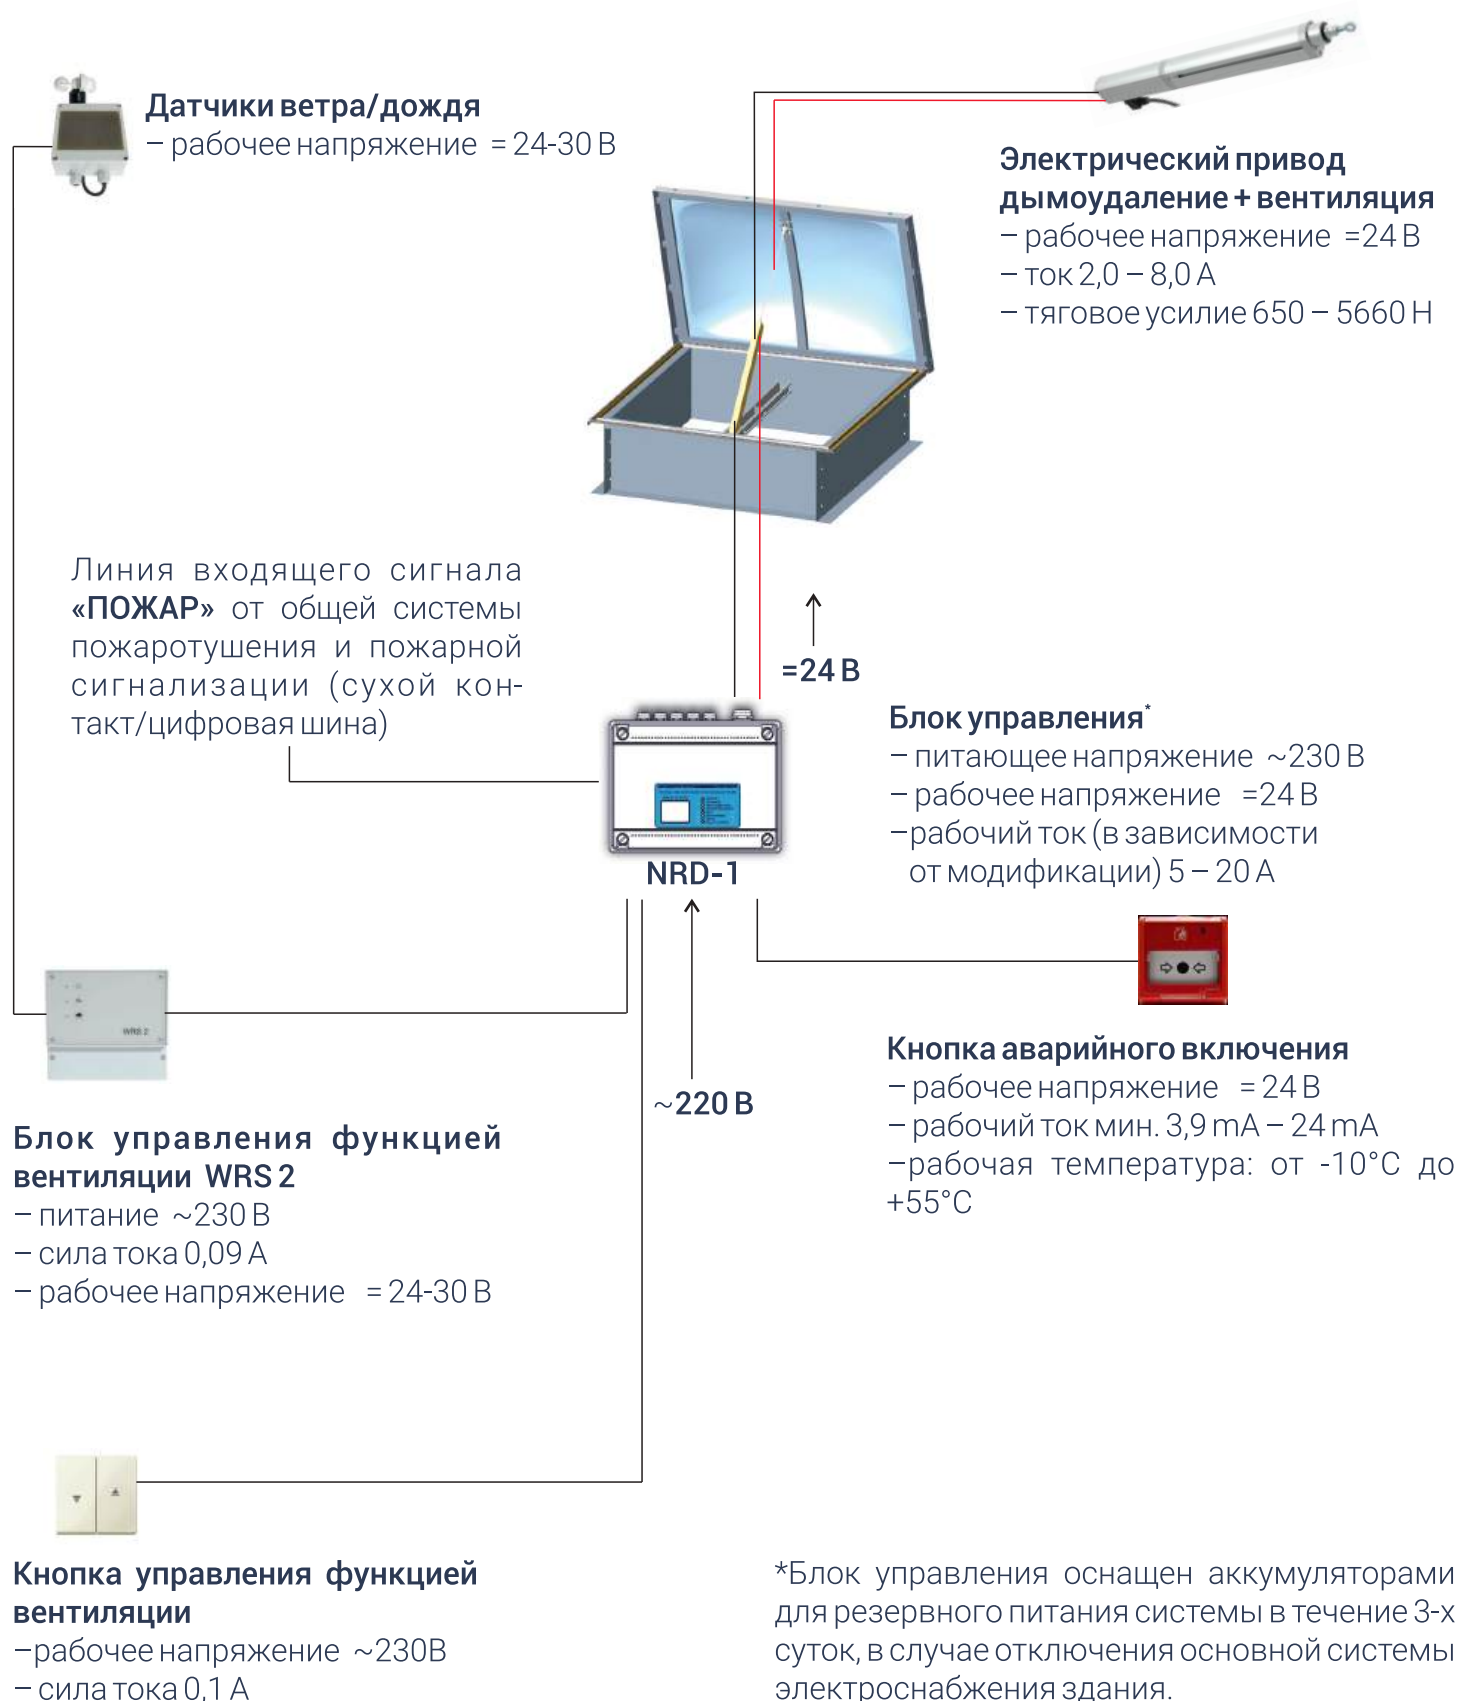 Датчики ветра/дождя
– рабочее напряжение = 24-30 В
Электрический привод
дымоудаление + вентиляция
– рабочее напряжение =24 В
– ток 2,0 – 8,0 А
– тяговое усилие 650 – 5660 Н
Линия входящего сигнала
«ПОЖАР» от общей системы
пожаротушения и пожарной
сигнализации (сухой кон-
такт/цифровая шина)
=24 В
Блок управления*
– питающее напряжение ~230 В
– рабочее напряжение =24 В
–рабочий ток (в зависимости
от модификации) 5 – 20 А
NRD-1
WRS 2
~220 В
Кнопка аварийного включения
– рабочее напряжение = 24 В
– рабочий ток мин. 3,9 mA – 24 mA
–рабочая температура: от -10°C до
+55°C
Блок управления функцией
вентиляции WRS 2
– питание ~230 В
– сила тока 0,09 А
– рабочее напряжение = 24-30 В
Кнопка управления функцией
вентиляции
–рабочее напряжение ~230В
– сила тока 0,1 А
*Блок управления оснащен аккумуляторами
для резервного питания системы в течение 3-х
суток, в случае отключения основной системы
электроснабжения здания.